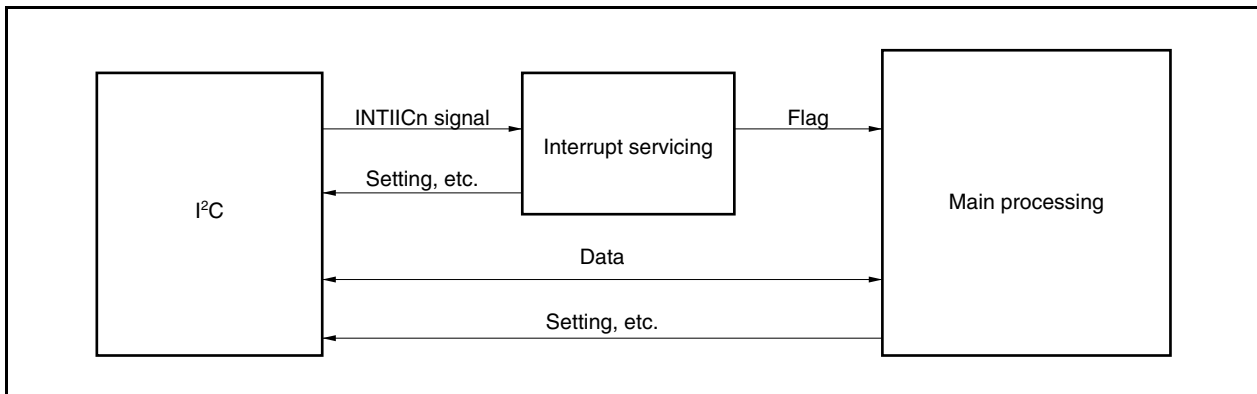 INTIICn signal
Flag
Interrupt servicing
Setting, etc.
I²C
Main processing
Data
Setting, etc.